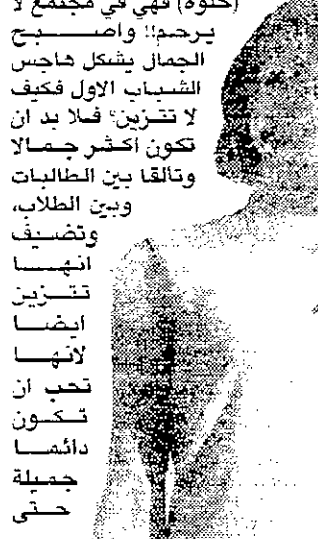 (حلوة) فهي في مجتمع لا
يرحم!! واصبح
الجمال يشكل هاجس
الشباب الاول فكيف
لا تتزين؟ فلا بد ان
تكون اكثر جمالا
وتألقا بين الطالبات
وبين الطلاب،
وتضيف
انها
تتزين
ايضا
لانها
تحب ان
تكون
دائما
جميلة
حتى